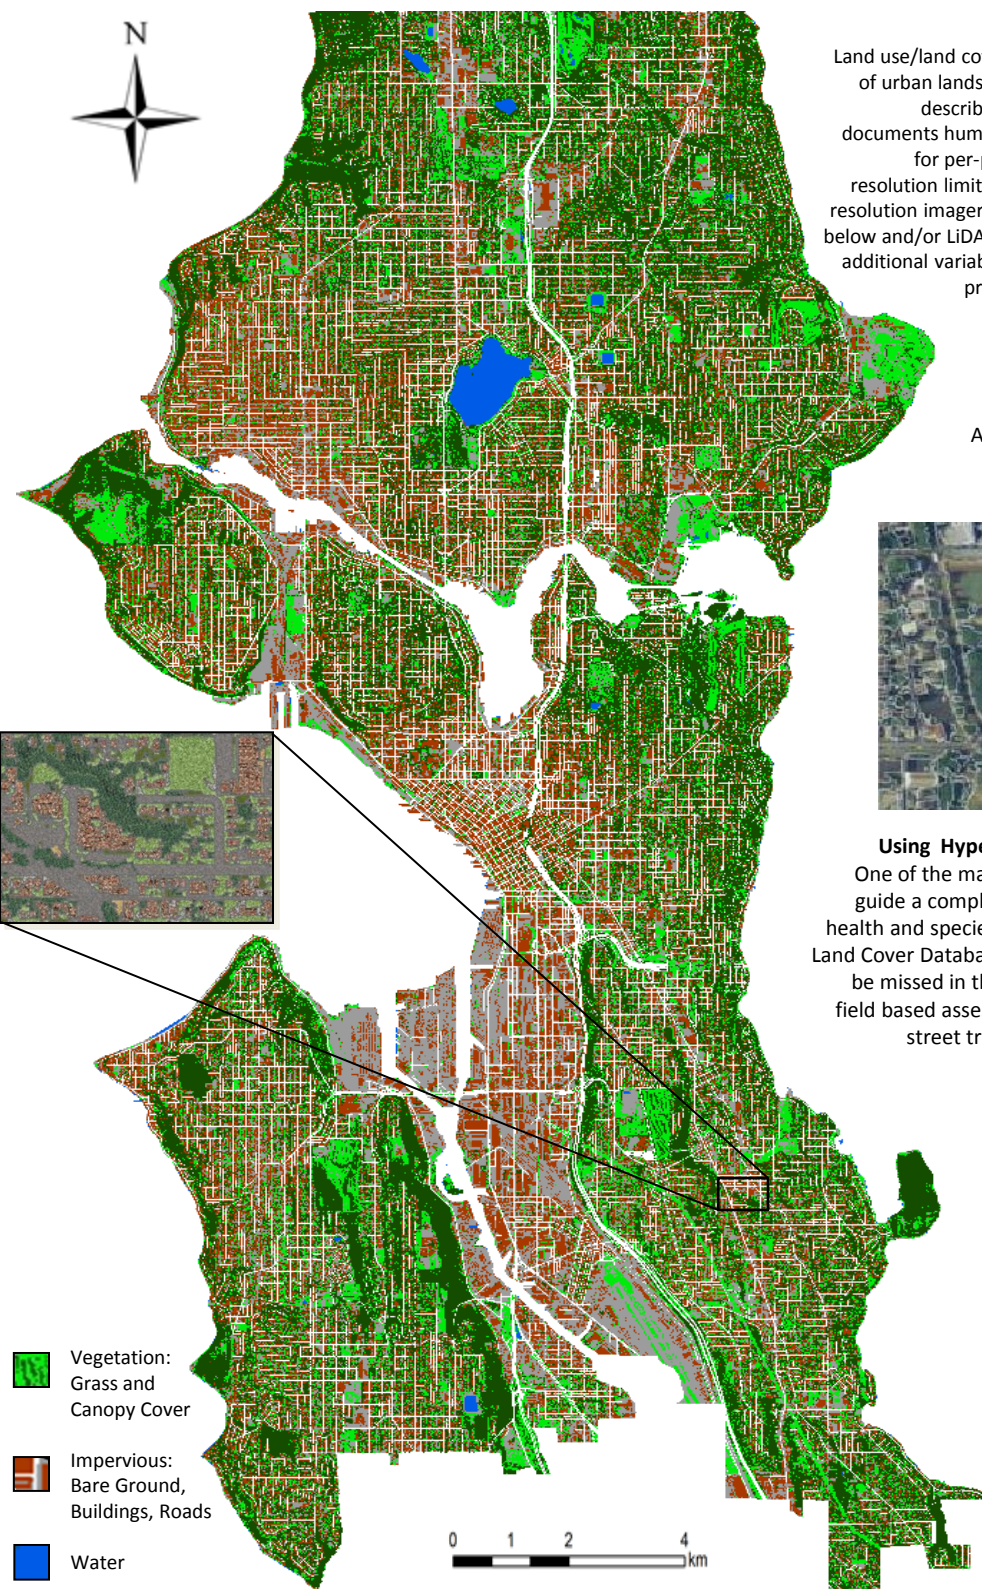 N
Land use/land cov
of urban lands
describ
documents hum
for per-p
resolution limit
resolution imager
below and/or LiDA
additional variab
pr
A
Using Hype
One of the ma
guide a compl
health and specie
Land Cover Databa
be missed in th
field based asse
street tr
Vegetation:
Grass and
Canopy Cover
Impervious:
Bare Ground,
Buildings, Roads
Water
0 1 2 4
km